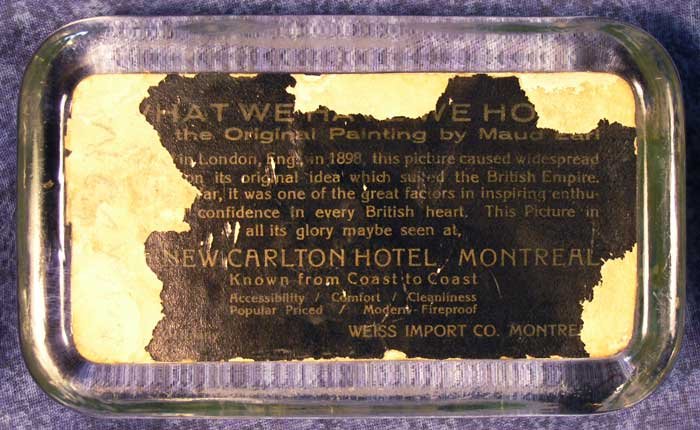 HAT WE HA WE HO
the Original Painting by Maud Earl
in London, Eng., in 1898, this picture caused widespread
on its original idea which suited the British Empire.
ar, it was one of the great factors in inspiring enthu-
confidence in every British heart. This Picture in
all its glory maybe seen at,
NEW CARLTON HOTEL, MONTREAL
Known from Coast to Coast
Accessibility / Comfort / Cleanliness
Popular Priced / Modern-Fireproof
WEISS IMPORT CO. MONTRE